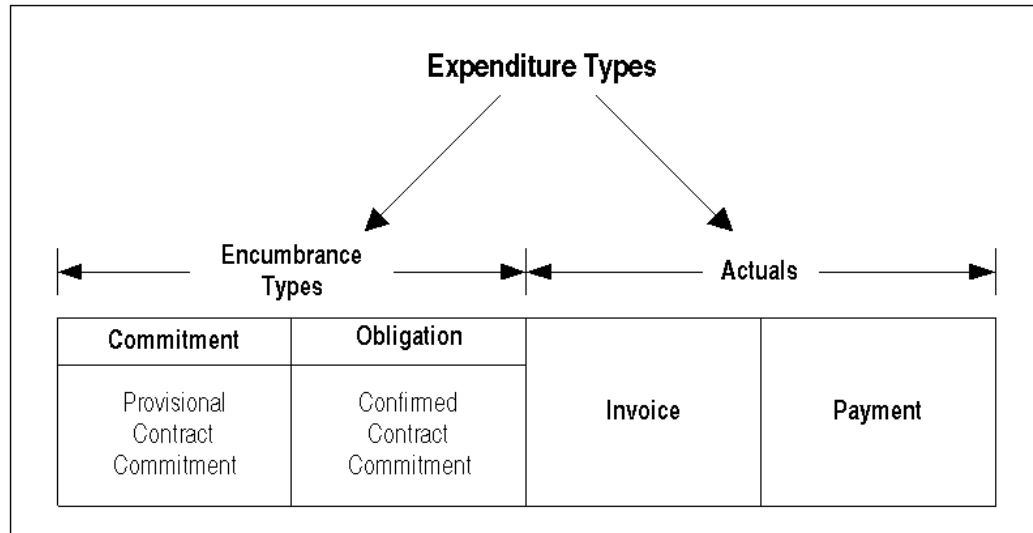 Expenditure Types
Encumbrance
Types
Actuals
Commitment
Obligation
Provisional
Contract
Commitment
Confirmed
Contract
Commitment
Invoice
Payment